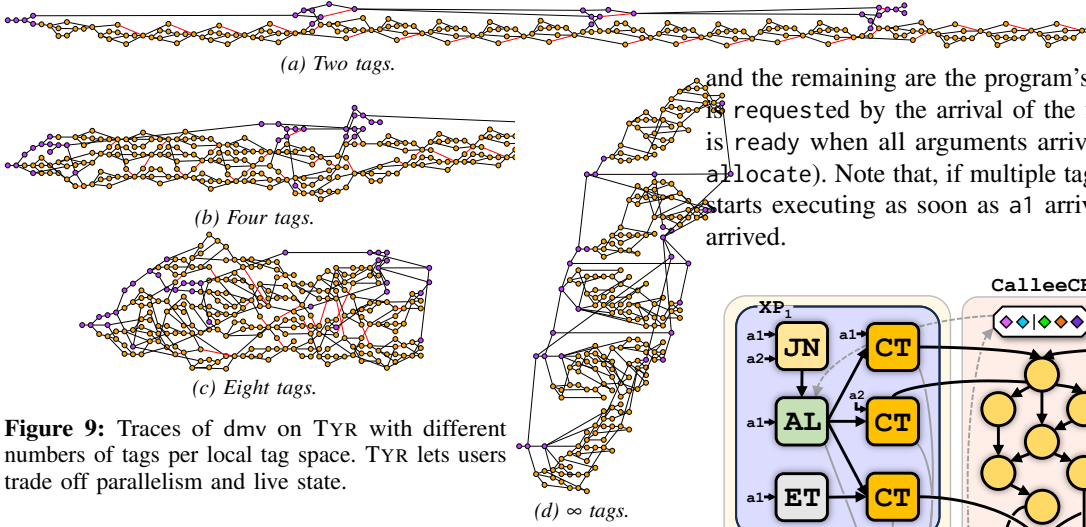 (a) Two tags.
(b) Four tags.
(c) Eight tags.
Figure 9: Traces of dmv on TYR with different
numbers of tags per local tag space. TYR lets users
trade off parallelism and live state.
(d) ∞ tags.
and the remaining are the program's
is requested by the arrival of the
is ready when all arguments arriv
allocate). Note that, if multiple tag
starts executing as soon as a1 arriv
arrived.
XP1
a1
a2
JN
a1
CT
a1
AL
a2
CT
a1
ET
CT
CalleeCF